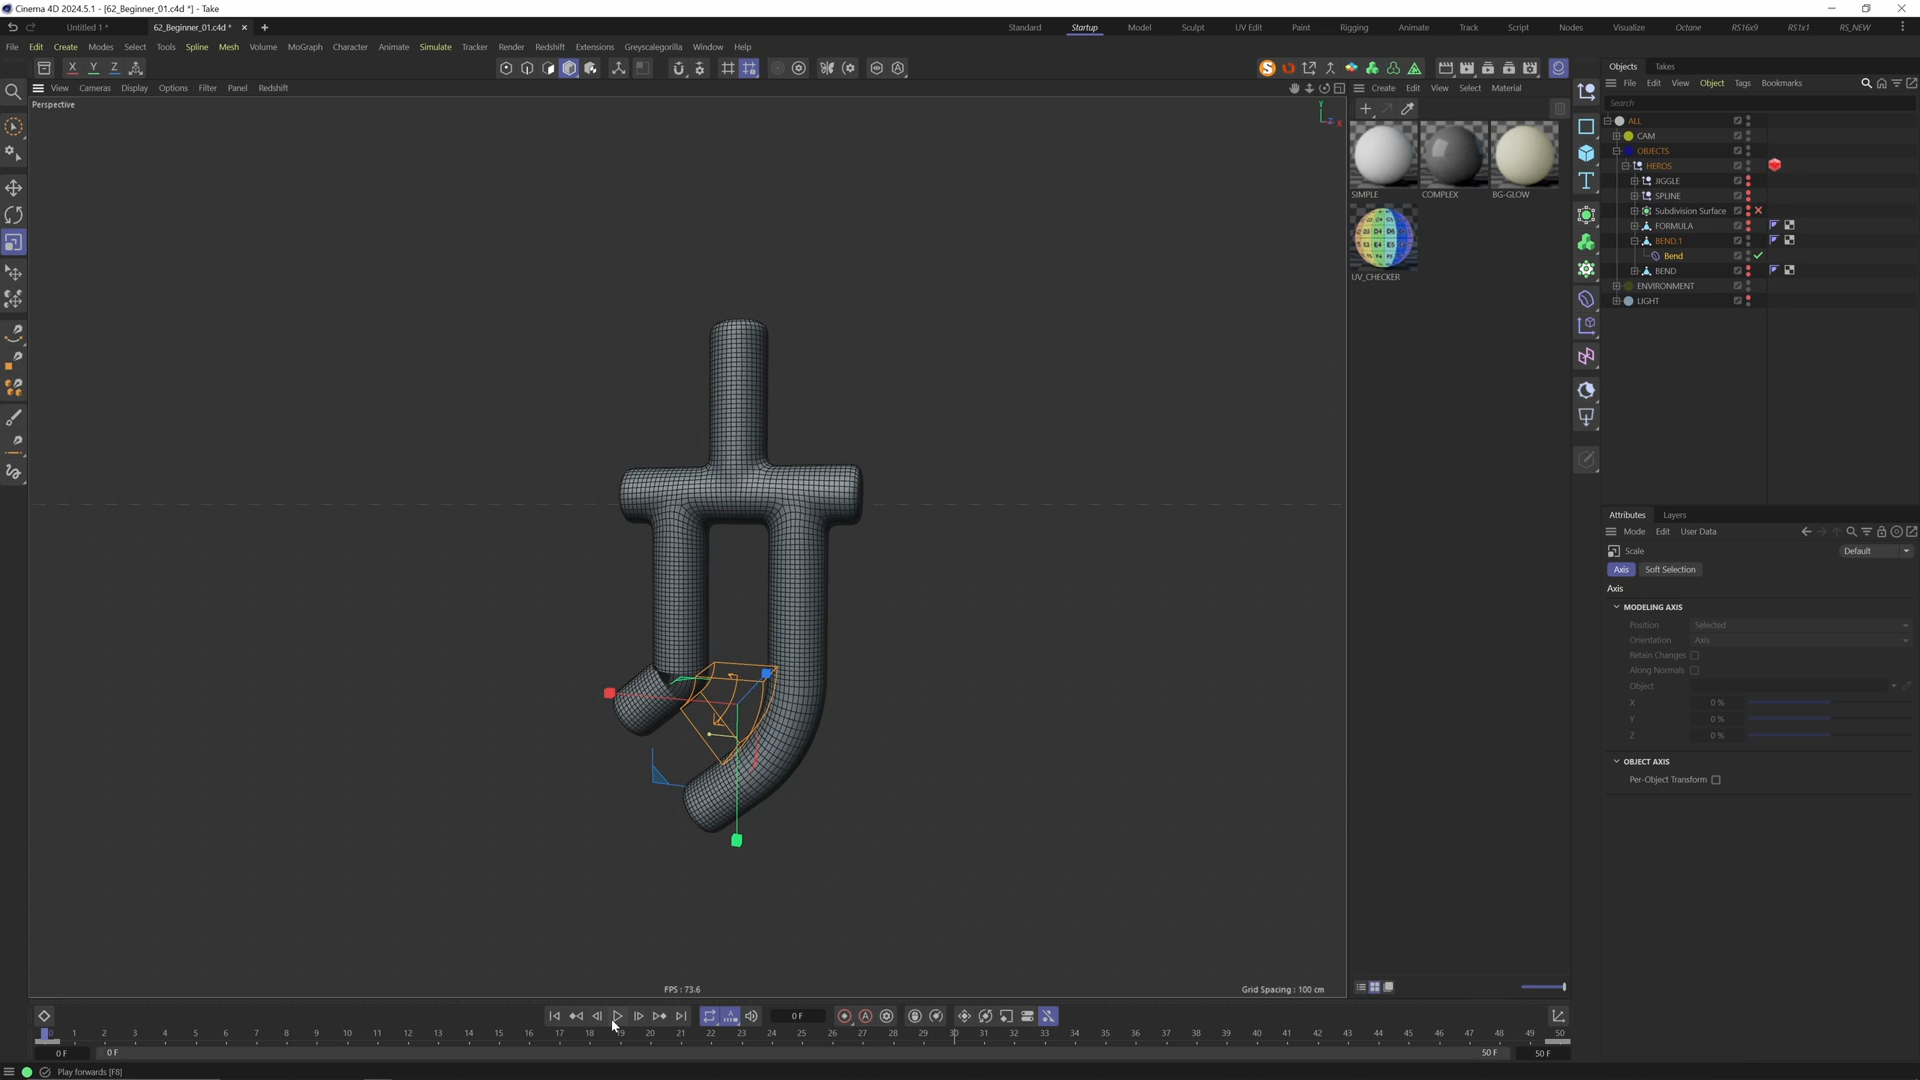 Cinema 4D 2024.5.1 - [62_Beginner_01.c4d *] - Take
Untitled 1 * 62_Beginner_01.c4d *
Standard Startup Model Sculpt UV Edit Paint Rigging Animate Track Script Nodes Visualize Octane RS16x9 RS1x1 RS_NEW
File Edit Create Modes Select Tools Spline Mesh Volume MoGraph Character Animate Simulate Tracker Render Redshift Extensions Greyscalegorilla Window Help
X Y Z
View Cameras Display Options Filter Panel Redshift
Perspective
Y
Z
X
Create Edit View Select Material
SIMPLE COMPLEX BG-GLOW
UV_CHECKER
Objects Takes
File Edit View Object Tags Bookmarks
Search
ALL
CAM
OBJECTS
HEROS
JIGGLE
SPLINE
Subdivision Surface
FORMULA
BEND.1
Bend
BEND
ENVIRONMENT
LIGHT
Attributes Layers
Mode Edit User Data
Scale Default
Axis Soft Selection
Axis
MODELING AXIS
Position Selected
Orientation Axis
Retain Changes
Along Normals
Object
X 0 %
Y 0 %
Z 0 %
OBJECT AXIS
Per-Object Transform
FPS : 73.6 Grid Spacing : 100 cm
0 F
0 1 2 3 4 5 6 7 8 9 10 11 12 13 14 15 16 17 18 19 20 21 22 23 24 25 26 27 28 29 30 31 32 33 34 35 36 37 38 39 40 41 42 43 44 45 46 47 48 49 50
0 F 0 F 50 F 50 F
Play forwards [F8]